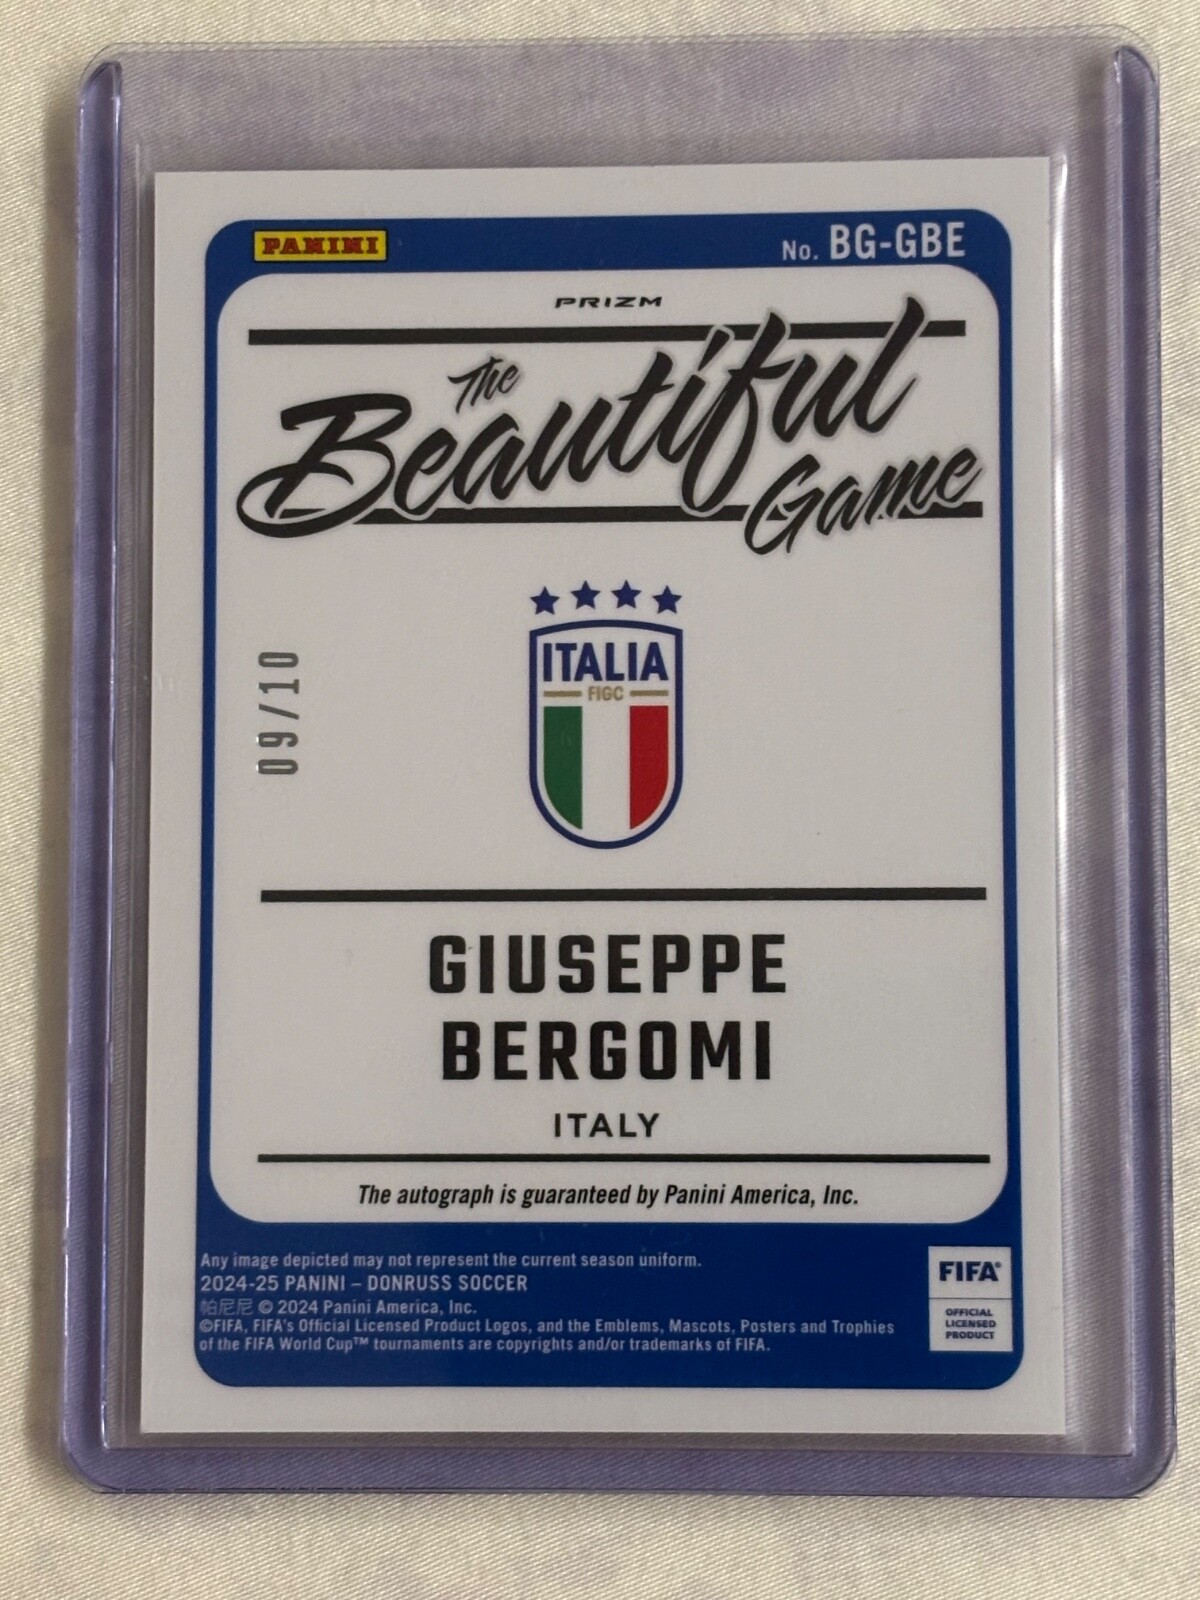 PANINI
No. BG-GBE
PRIZM
The
Beautiful
Game
ITALIA
FIGC
09/10
GIUSEPPE
BERGOMI
ITALY
The autograph is guaranteed by Panini America, Inc.
Any image depicted may not represent the current season uniform.
2024-25 PANINI – DONRUSS SOCCER
帕尼尼 © 2024 Panini America, Inc.
©FIFA, FIFA's Official Licensed Product Logos, and the Emblems, Mascots, Posters and Trophies
of the FIFA World Cup™ tournaments are copyrights and/or trademarks of FIFA.
FIFA®
OFFICIAL
LICENSED
PRODUCT